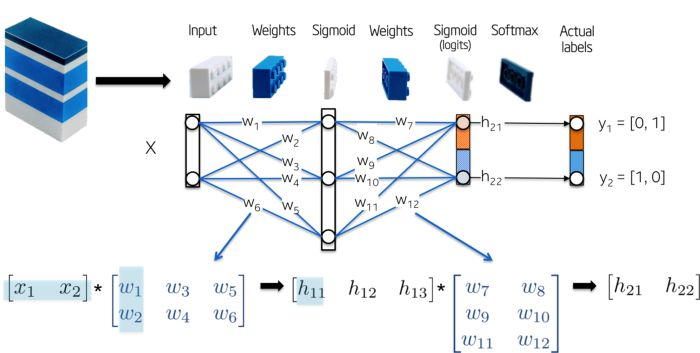 Input Weights Sigmoid Weights Sigmoid (logits) Softmax Actual labels
X
w1 w2 w3 w4 w5 w6
w7 w8 w9 w10 w11 w12
h21 y1 = [0, 1]
h22 y2 = [1, 0]
[x1 x2] * [w1 w3 w5 [h11 h12 h13] * [w7 w8 [h21 h22]
w2 w4 w6] w9 w10
w11 w12]